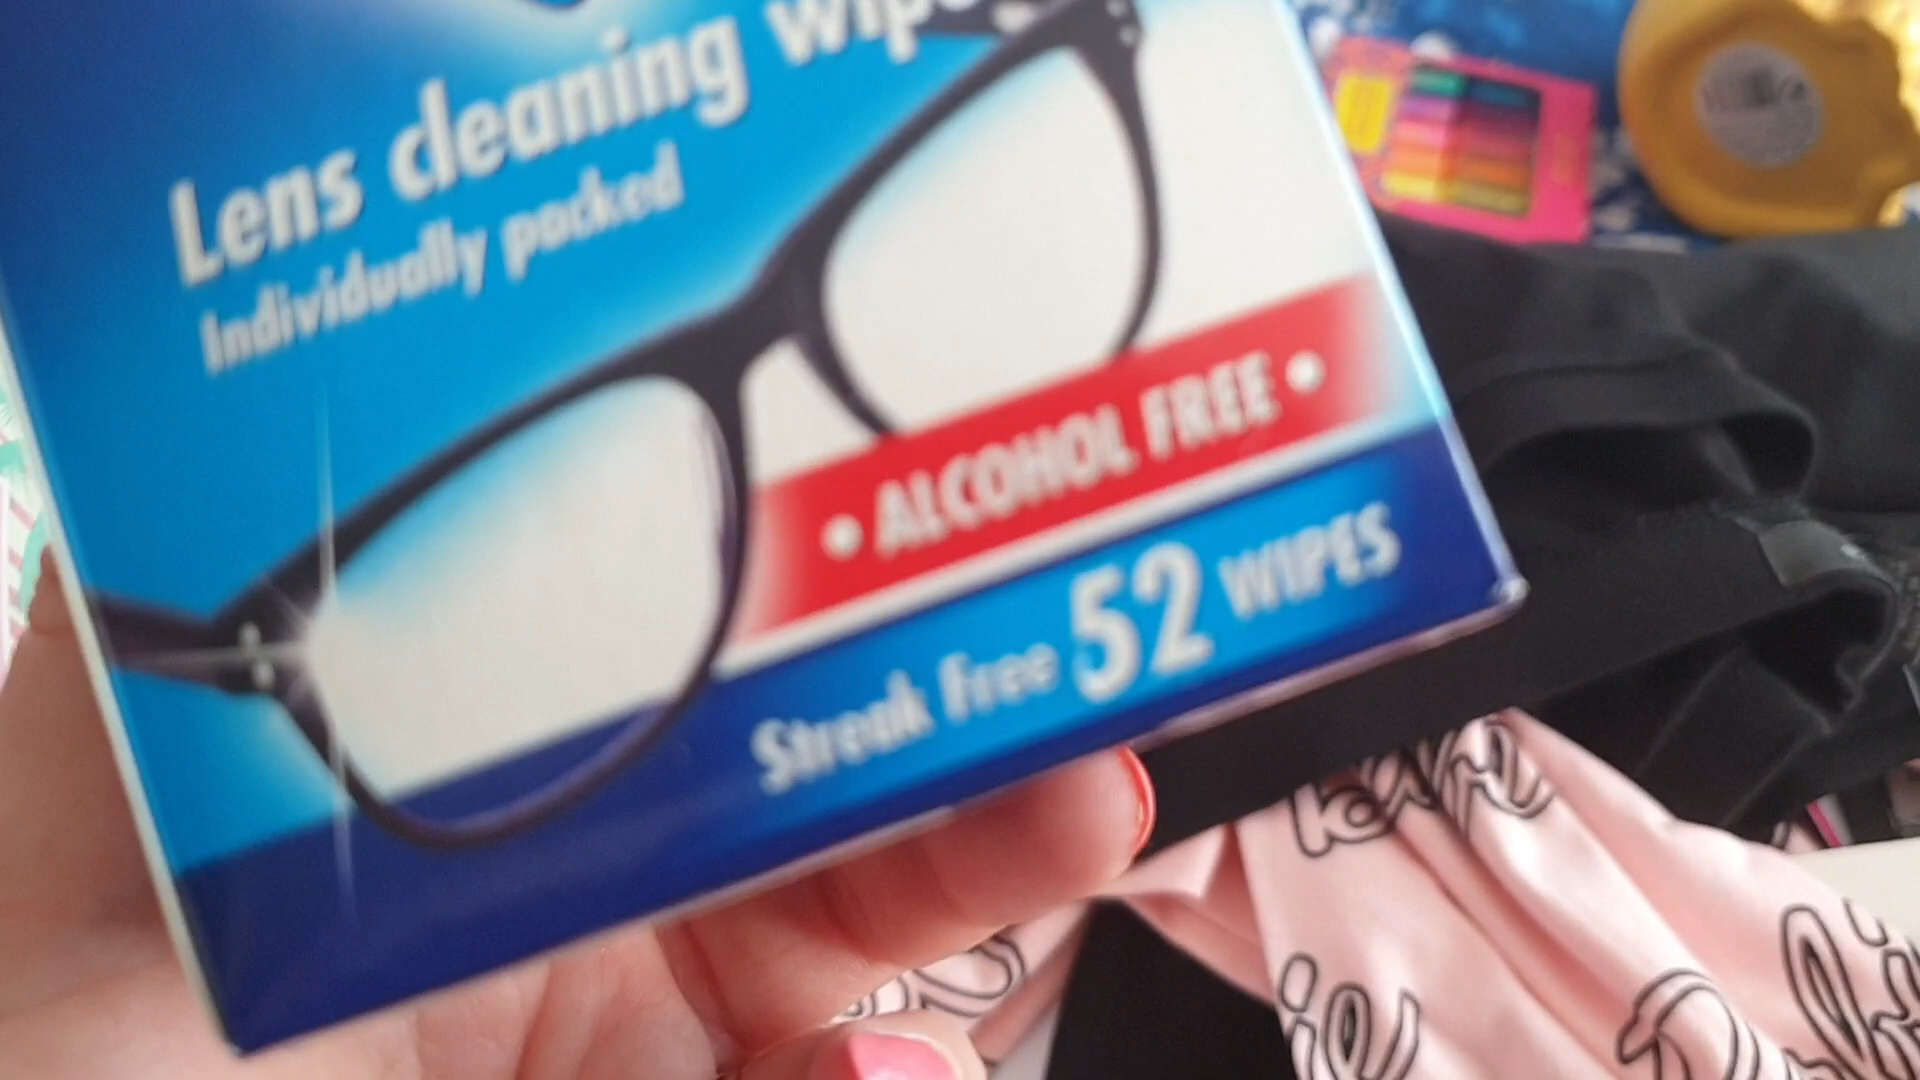 Lens cleaning
Individually packed
• ALCOHOL FREE •
Streak Free 52 WIPES